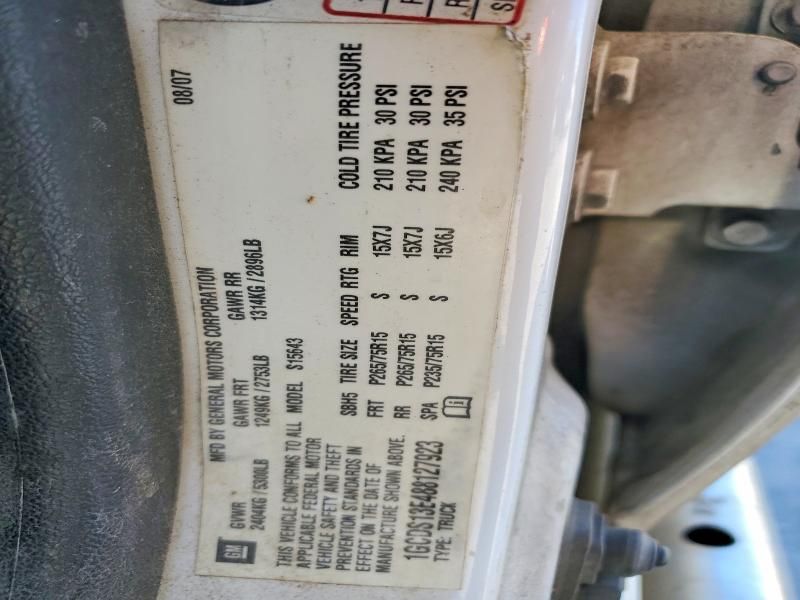 08/07
MFD BY GENERAL MOTORS CORPORATION
GM GVWR GAWR FRT GAWR RR
2404KG / 5300LB 1249KG / 2753LB 1314KG / 2896LB
THIS VEHICLE CONFORMS TO ALL MODEL S15643
APPLICABLE FEDERAL MOTOR
VEHICLE SAFETY AND THEFT
PREVENTION STANDARDS IN
EFFECT ON THE DATE OF
MANUFACTURE SHOWN ABOVE.
1GCDS13E488127923
TYPE: TRUCK
SBH5 TIRE SIZE SPEED RTG RIM COLD TIRE PRESSURE
FRT P265/75R15 S 15X7J 210 KPA 30 PSI
RR P265/75R15 S 15X7J 210 KPA 30 PSI
SPA P235/75R15 S 15X6J 240 KPA 35 PSI